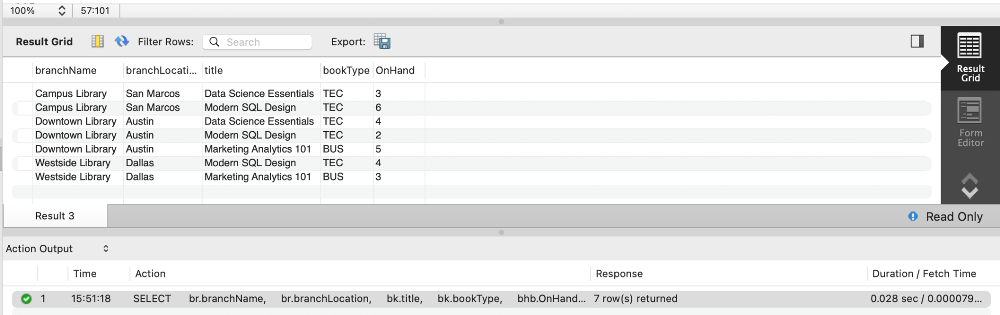 100% 57:101
Result Grid Filter Rows: Search Export:
Result
Grid
branchName branchLocati... title bookType OnHand
Campus Library San Marcos Data Science Essentials TEC 3
Campus Library San Marcos Modern SQL Design TEC 6
Downtown Library Austin Data Science Essentials TEC 4
Downtown Library Austin Modern SQL Design TEC 2
Downtown Library Austin Marketing Analytics 101 BUS 5
Westside Library Dallas Modern SQL Design TEC 4
Westside Library Dallas Marketing Analytics 101 BUS 3
Form
Editor
Result 3 Read Only
Action Output
Time Action Response Duration / Fetch Time
1 15:51:18 SELECT br.branchName, br.branchLocation, bk.title, bk.bookType, bhb.OnHand... 7 row(s) returned 0.028 sec / 0.000079...